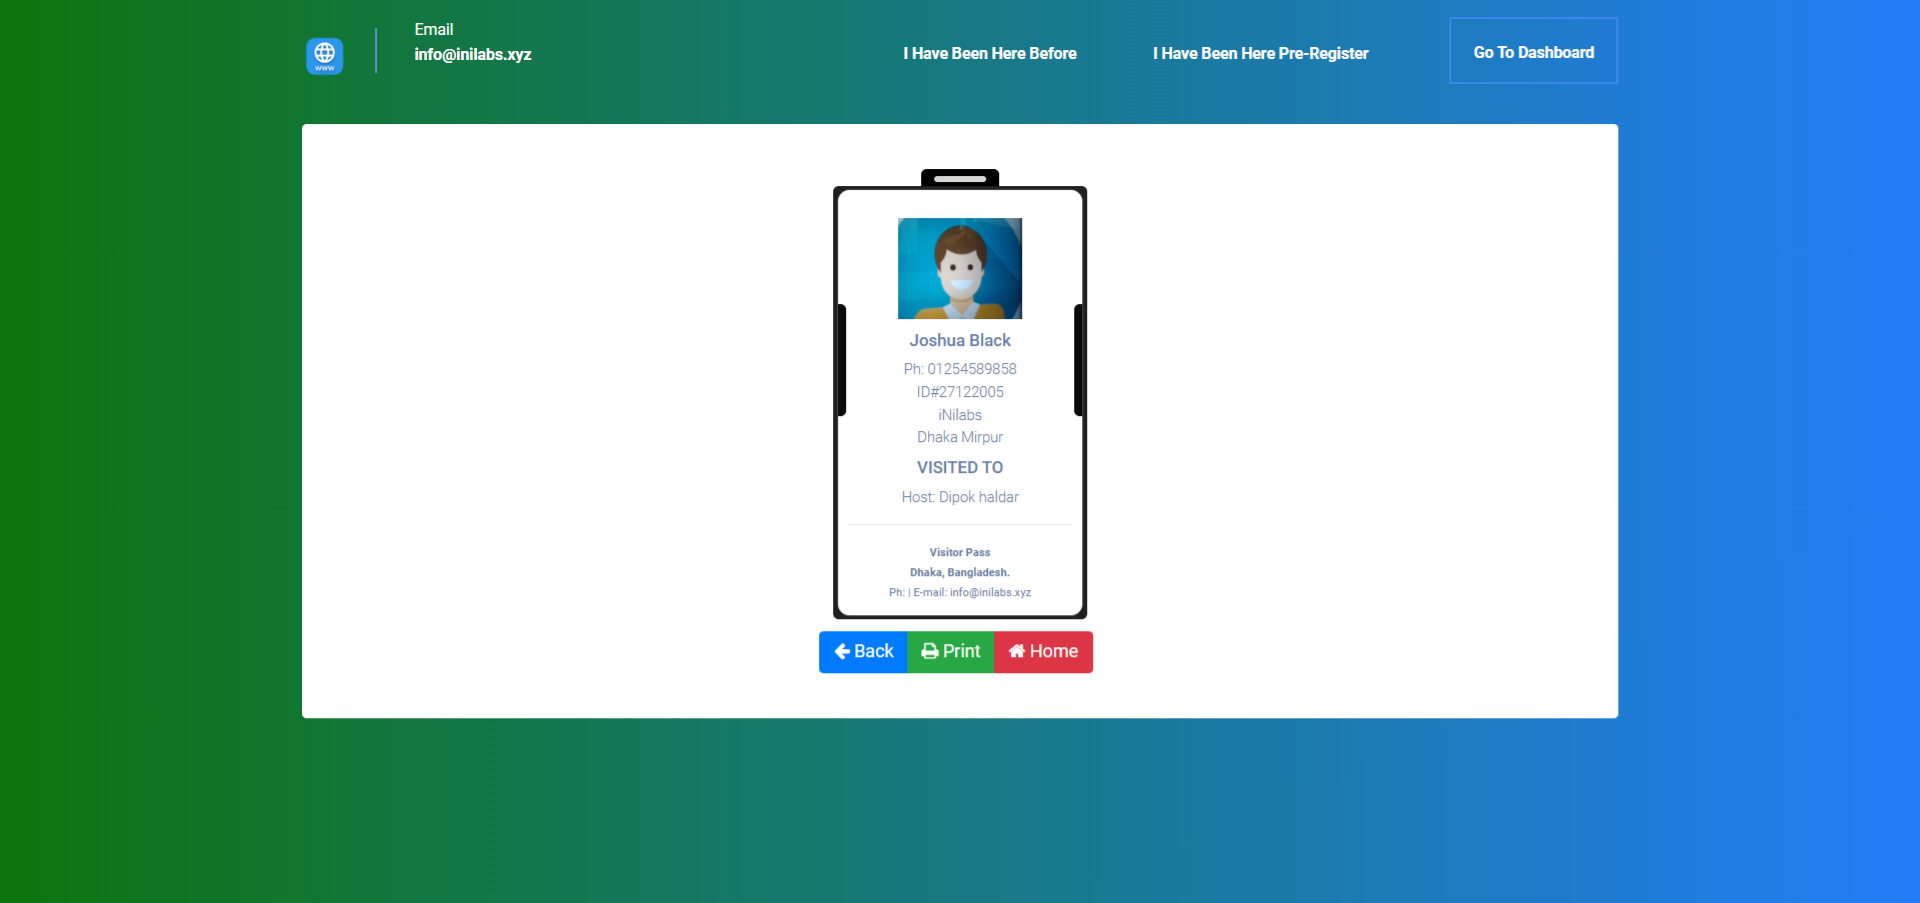 www
Email
info@inilabs.xyz
I Have Been Here Before
I Have Been Here Pre-Register
Go To Dashboard
Joshua Black
Ph: 01254589858
ID#27122005
iNilabs
Dhaka Mirpur
VISITED TO
Host: Dipok haldar
Visitor Pass
Dhaka, Bangladesh.
Ph: | E-mail: info@inilabs.xyz
Back
Print
Home